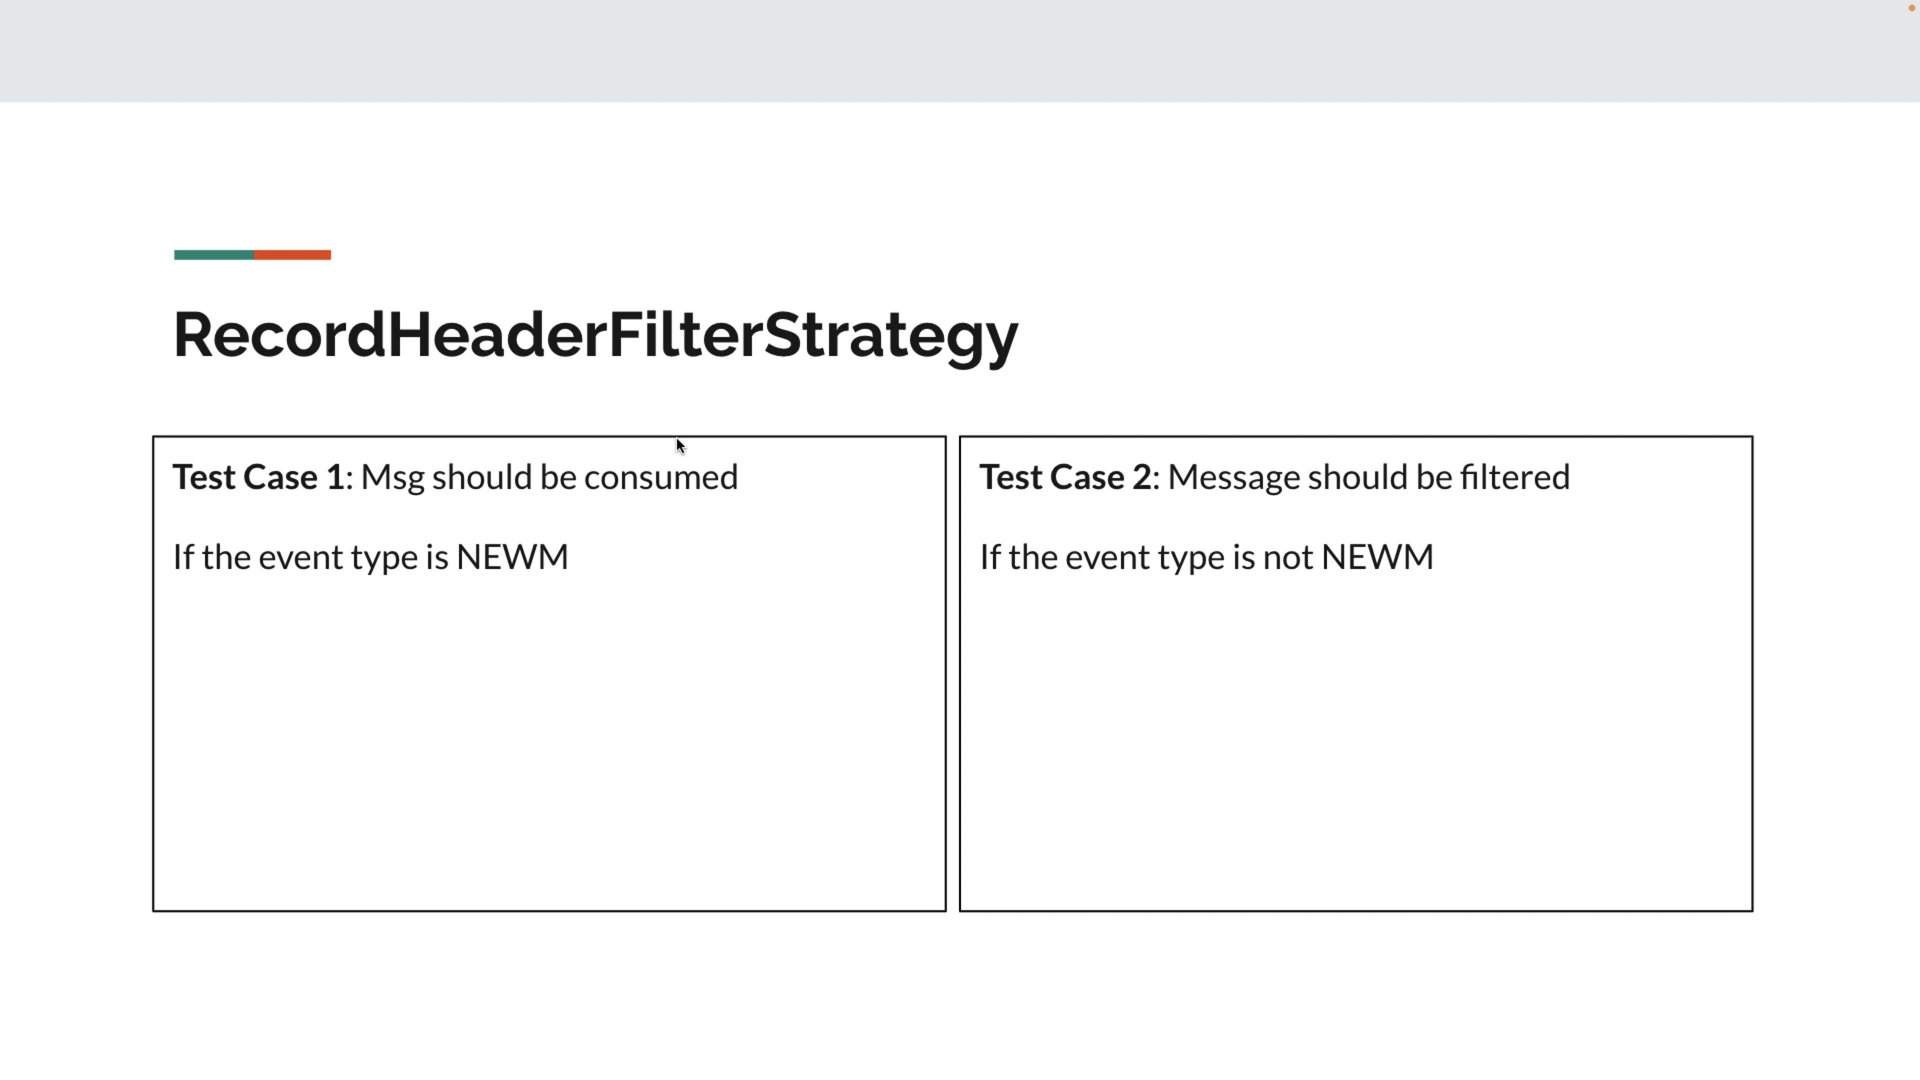 RecordHeaderFilterStrategy
Test Case 1: Msg should be consumed
If the event type is NEWM
Test Case 2: Message should be filtered
If the event type is not NEWM